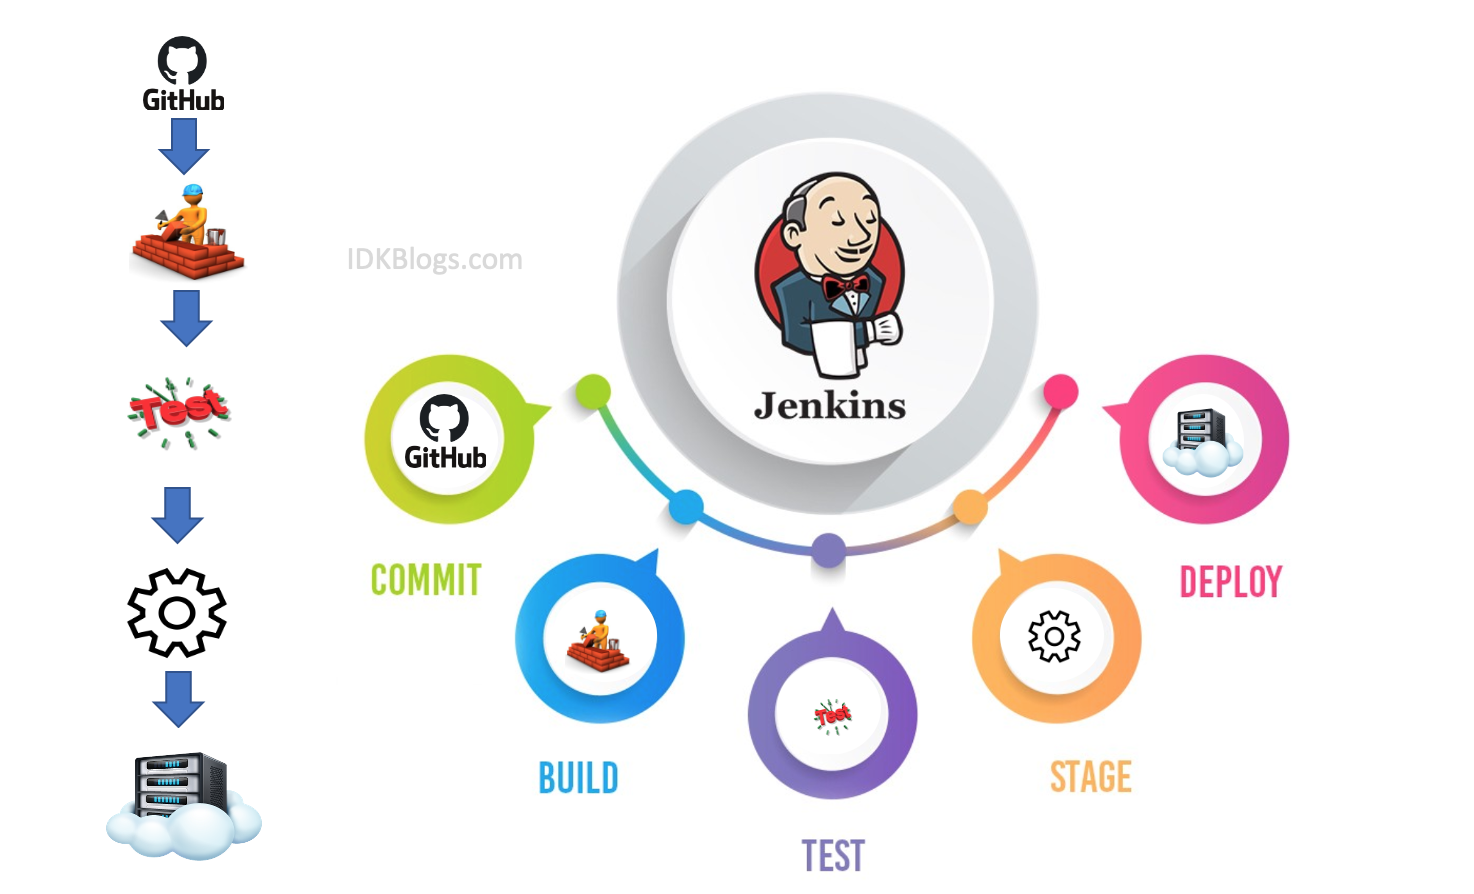 GitHub
Test
IDKBlogs.com
Jenkins
GitHub
COMMIT
BUILD
Test
TEST
STAGE
DEPLOY